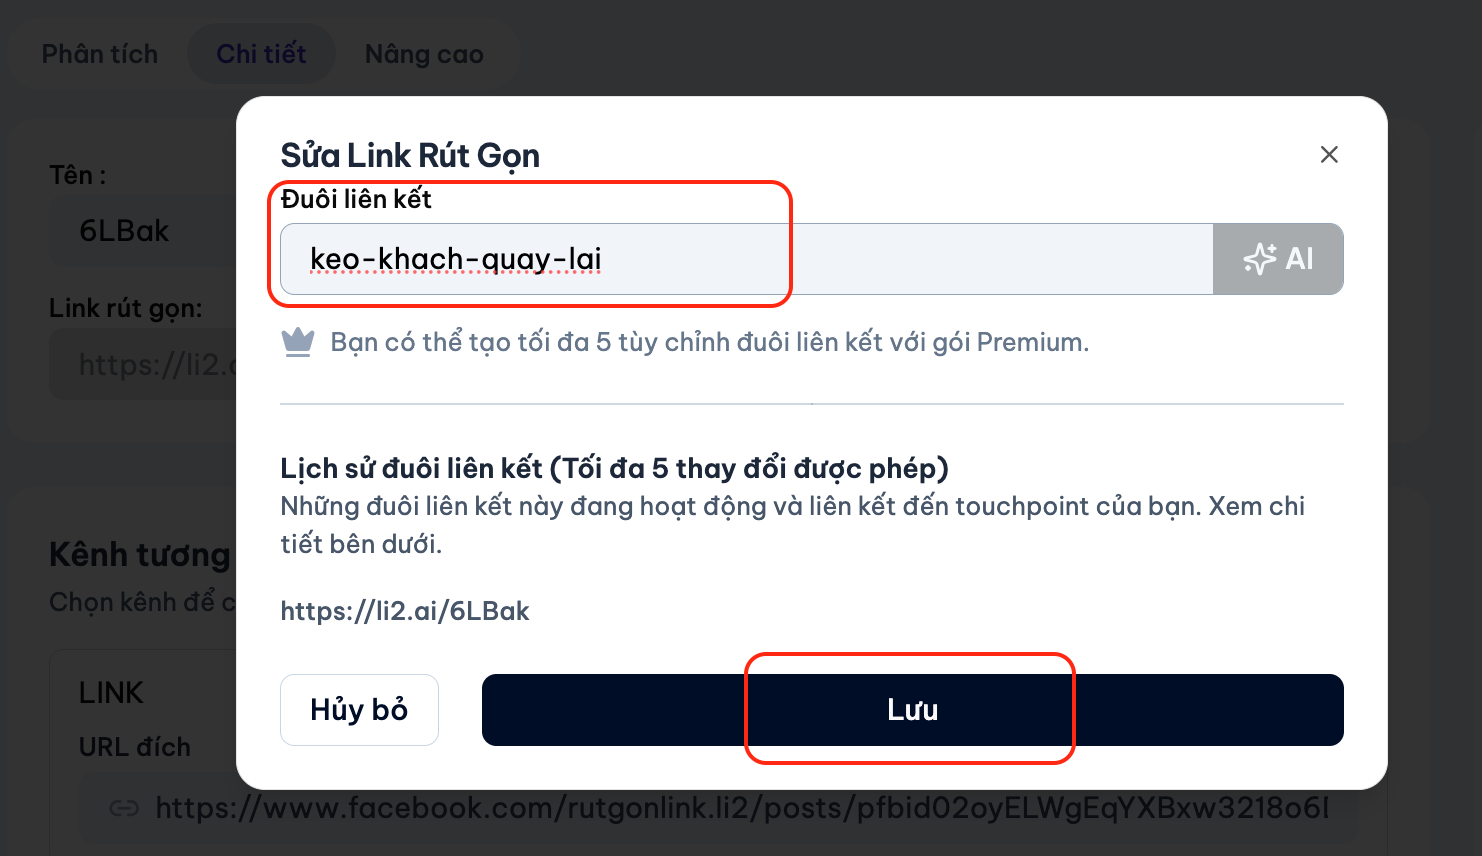 Phân tích Chi tiết Nâng cao
Sửa Link Rút Gọn
Tên :
Đuôi liên kết
6LBak
keo-khach-quay-lai
AI
Link rút gọn:
Bạn có thể tạo tối đa 5 tùy chỉnh đuôi liên kết với gói Premium.
https://li2.
Lịch sử đuôi liên kết (Tối đa 5 thay đổi được phép)
Những đuôi liên kết này đang hoạt động và liên kết đến touchpoint của bạn. Xem chi
tiết bên dưới.
Kênh tương
Chọn kênh để c
https://li2.ai/6LBak
LINK
Hủy bỏ
Lưu
URL đích
https://www.facebook.com/rutgonlink.li2/posts/pfbid02oyELWgEqYXBxw3218o6